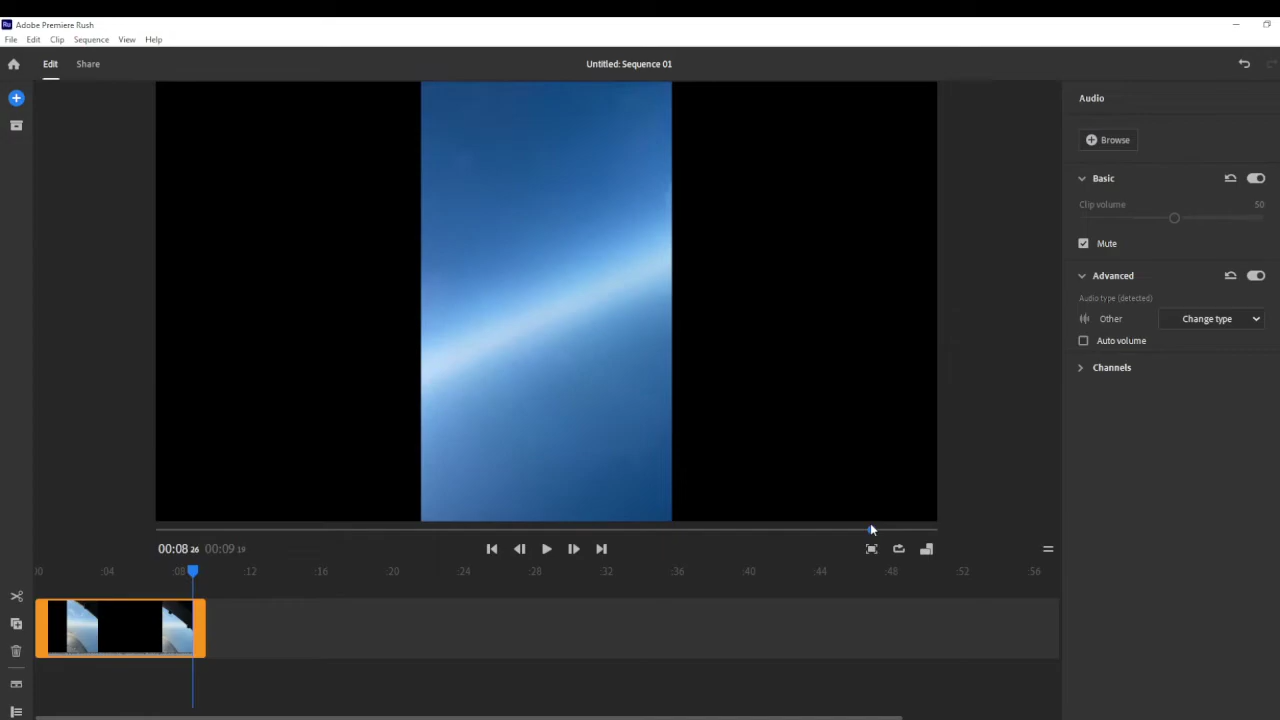 Ru Adobe Premiere Rush
File Edit Clip Sequence View Help
Edit Share Untitled: Sequence 01
Audio
Browse
Basic
Clip volume 50
Mute
Advanced
Audio type (detected)
Other Change type
Auto volume
Channels
00:08 26 00:09 19
:00 :04 :08 :12 :16 :20 :24 :28 :32 :36 :40 :44 :48 :52 :56